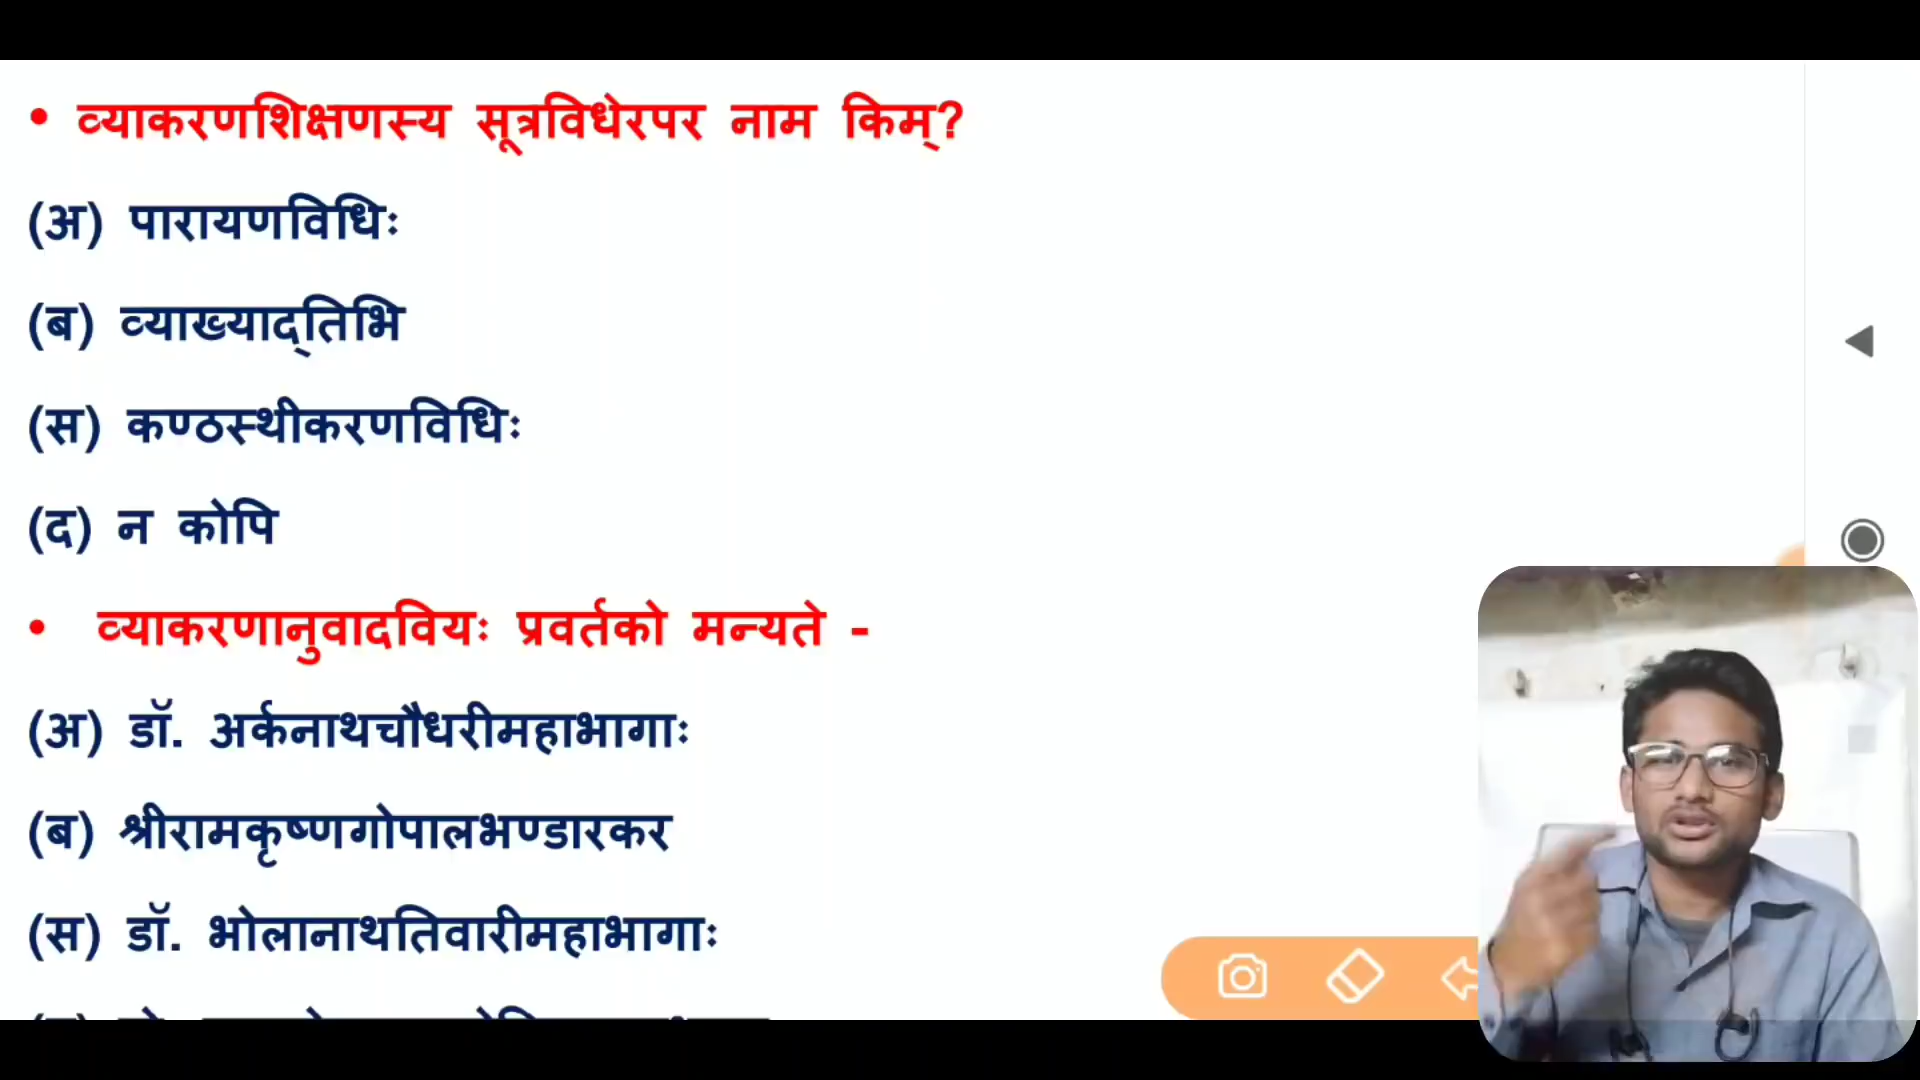 • व्याकरणशिक्षणस्य सूत्रविधेरपर नाम किम्?
(अ) पारायणविधिः
(ब) व्याख्याद्तिभि
(स) कण्ठस्थीकरणविधिः
(द) न कोपि
• व्याकरणानुवादवियः प्रवर्तको मन्यते -
(अ) डॉ. अर्कनाथचौधरीमहाभागाः
(ब) श्रीरामकृष्णगोपालभण्डारकर
(स) डॉ. भोलानाथतिवारीमहाभागाः